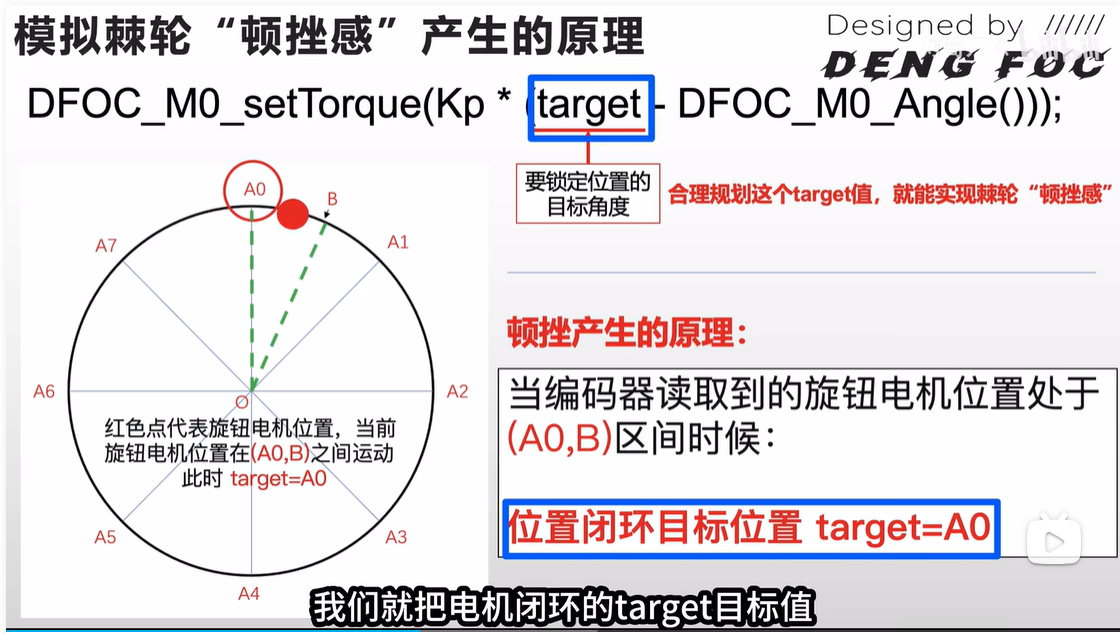 模拟棘轮“顿挫感”产生的原理
Designed by //////
DENG FOC
DFOC_M0_setTorque(Kp * (target - DFOC_M0_Angle()));
要锁定位置的
目标角度
合理规划这个target值，就能实现棘轮“顿挫感”
A0
B
A7
A1
A6
A2
O
红色点代表旋钮电机位置，当前
旋钮电机位置在(A0,B)之间运动
此时 target=A0
A5
A3
A4
顿挫产生的原理：
当编码器读取到的旋钮电机位置处于
(A0,B)区间时候：
位置闭环目标位置 target=A0
我们就把电机闭环的target目标值